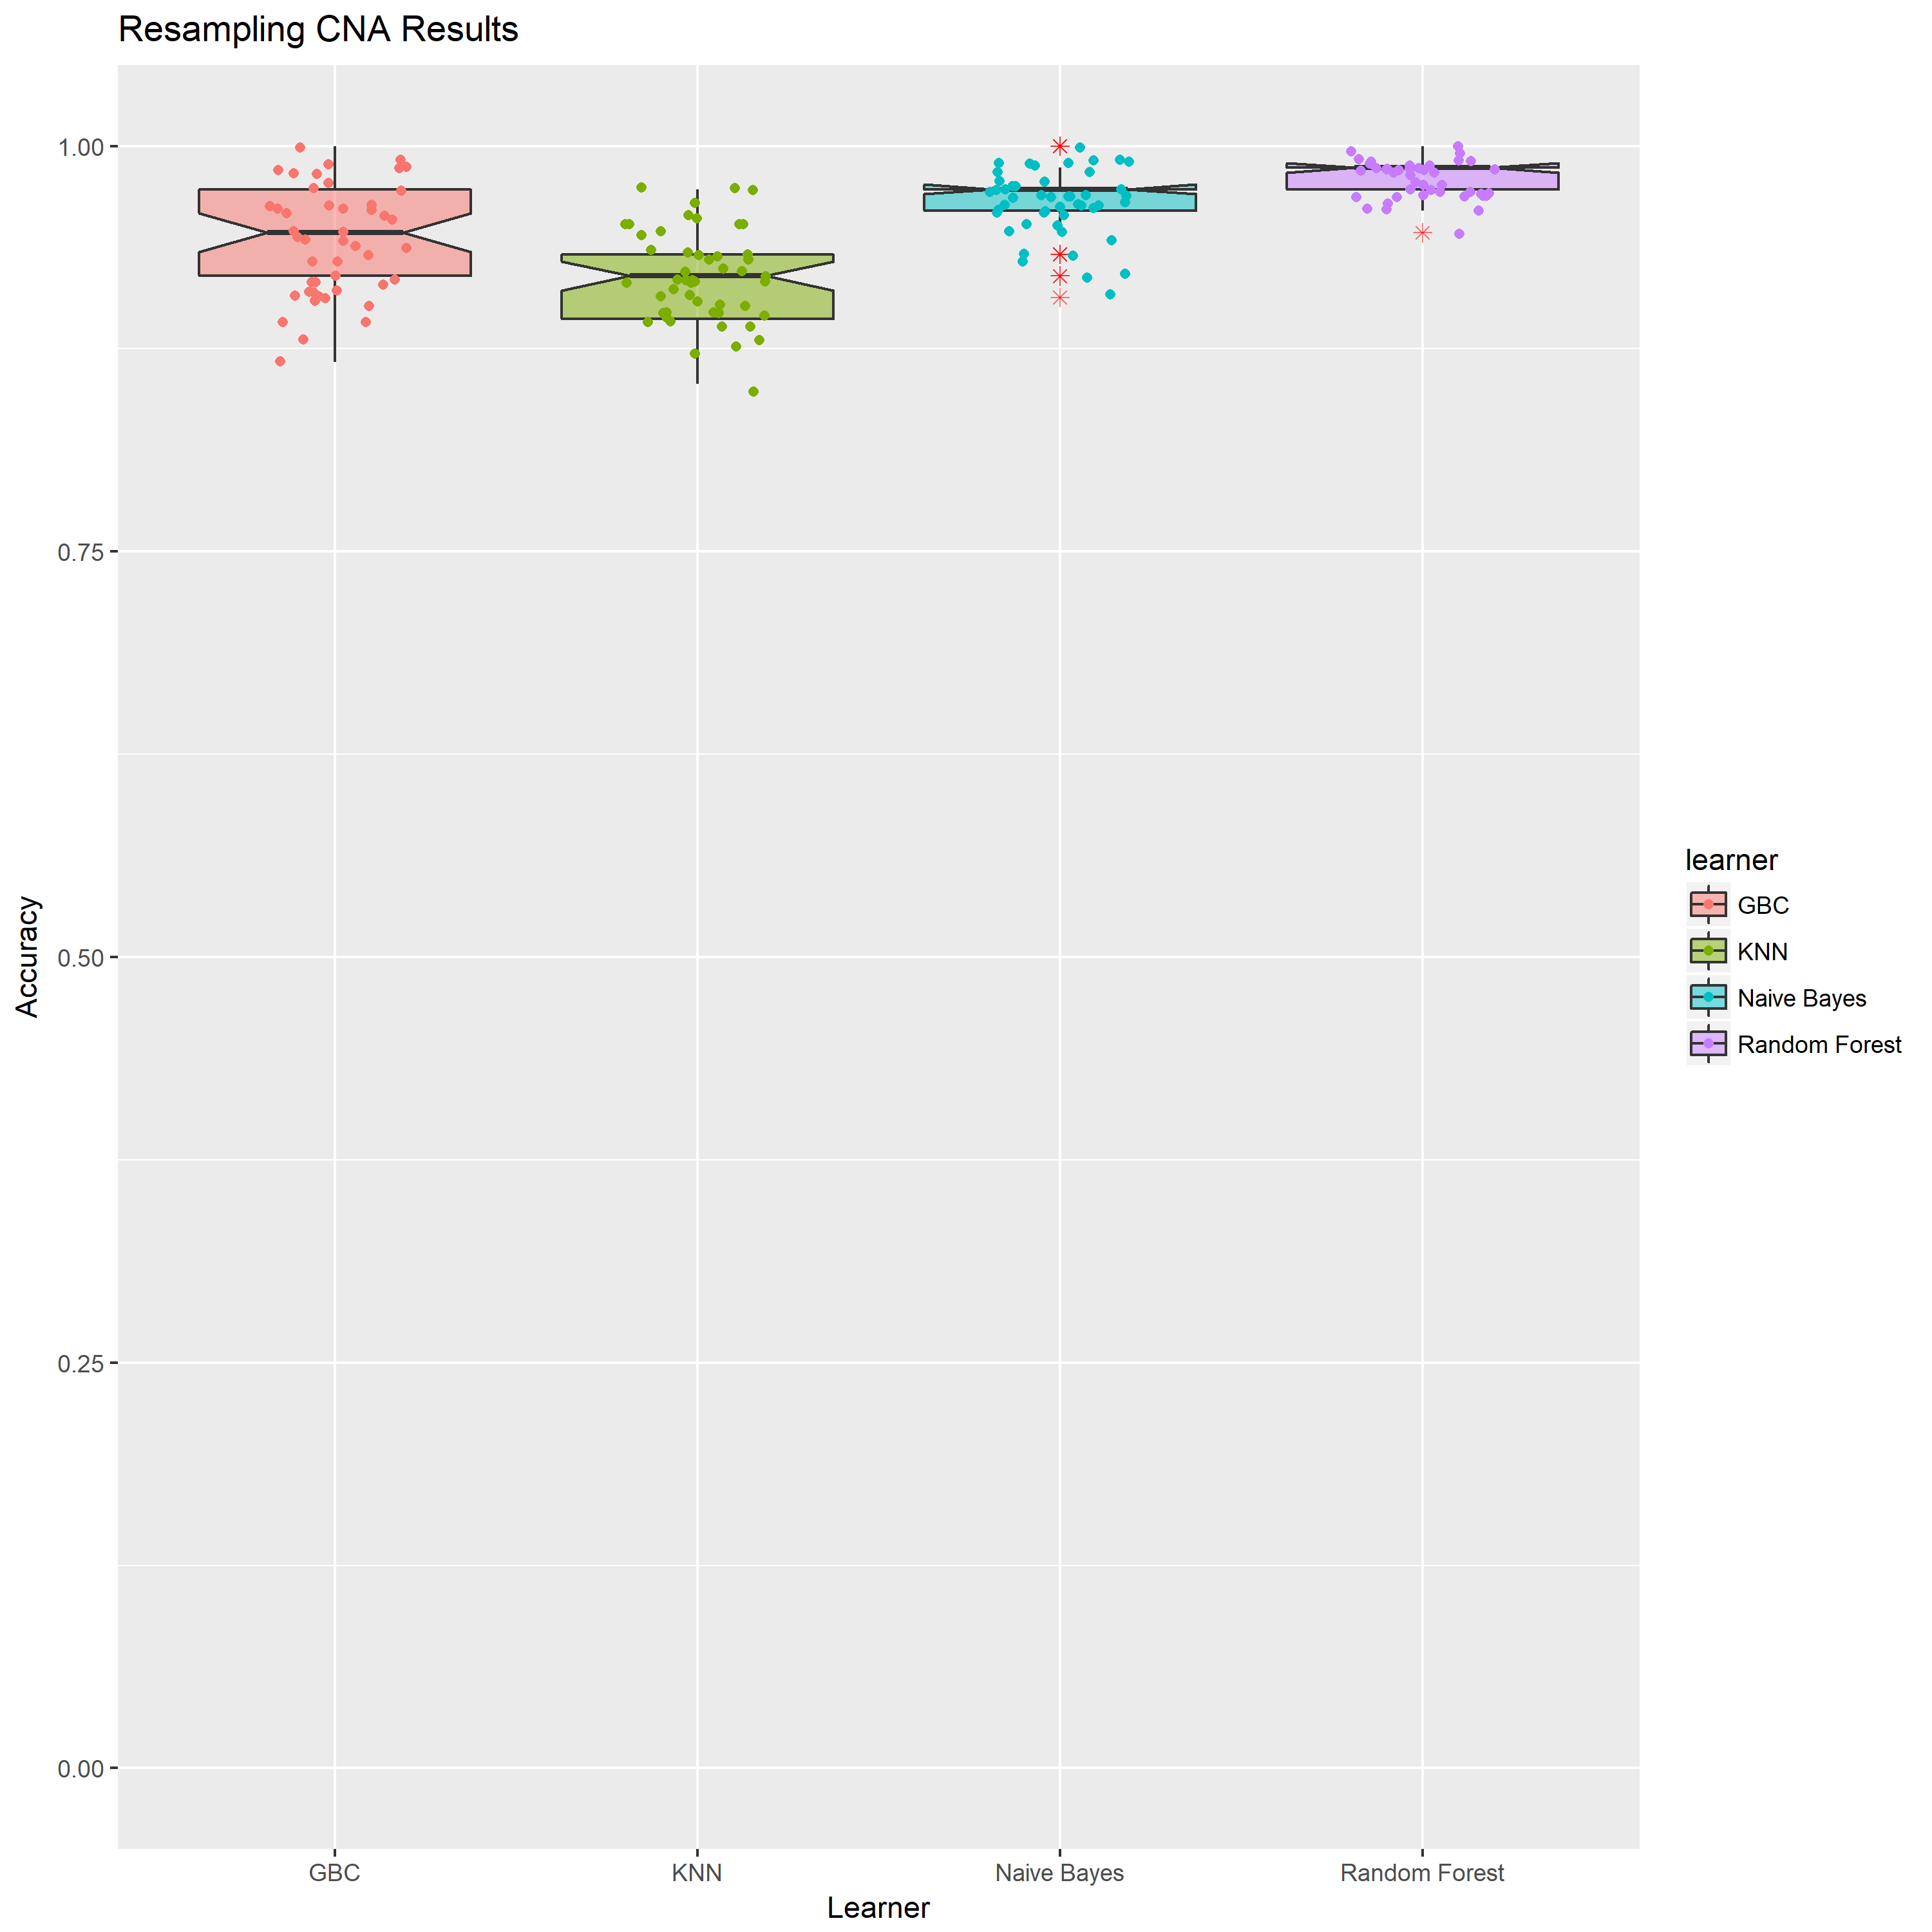 Resampling CNA Results
1.00
0.75
0.50
0.25
0.00
Accuracy
GBC
KNN
Naive Bayes
Random Forest
Learner
learner
GBC
KNN
Naive Bayes
Random Forest